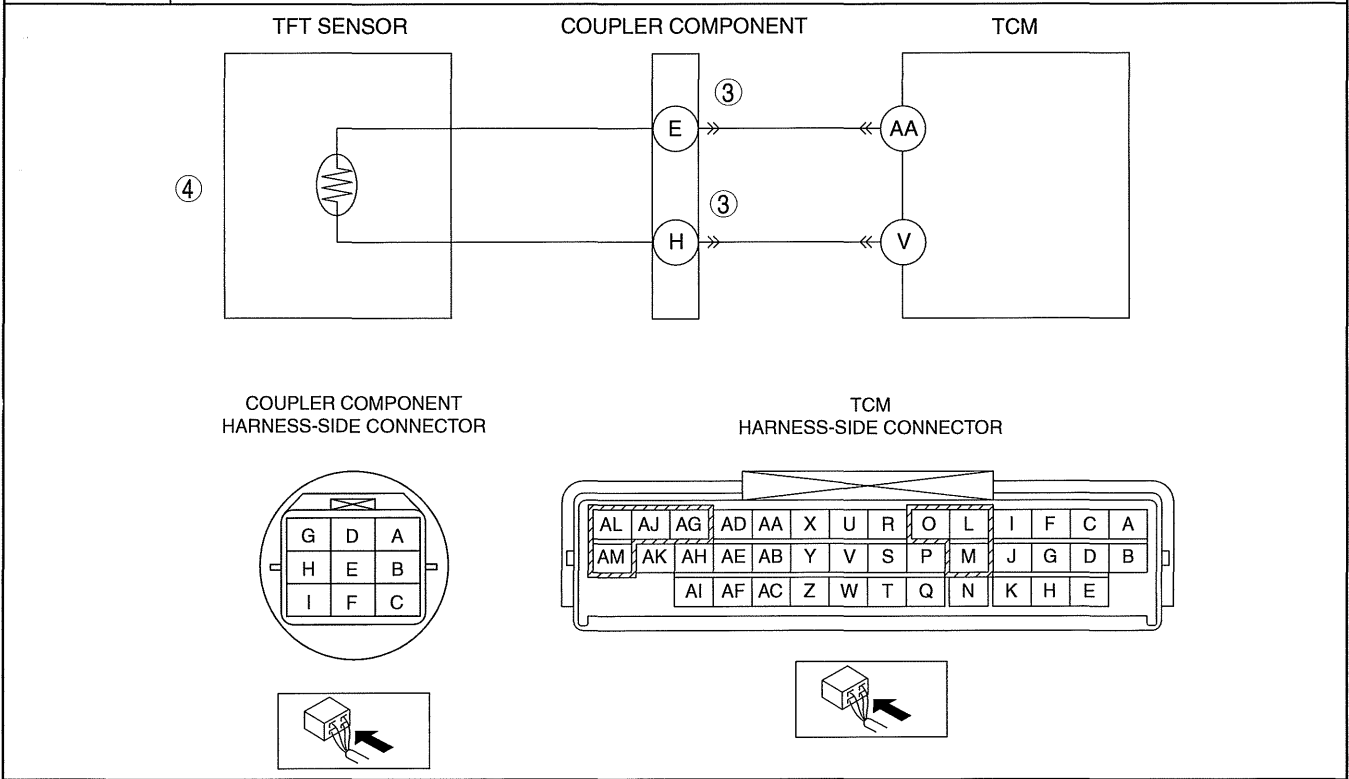 TFT SENSOR COUPLER COMPONENT TCM
③
E AA
④
③
H V
COUPLER COMPONENT
HARNESS-SIDE CONNECTOR
TCM
HARNESS-SIDE CONNECTOR
G D A
H E B
I F C
AL AJ AG AD AA X U R O L I F C A
AM AK AH AE AB Y V S P M J G D B
AI AF AC Z W T Q N K H E